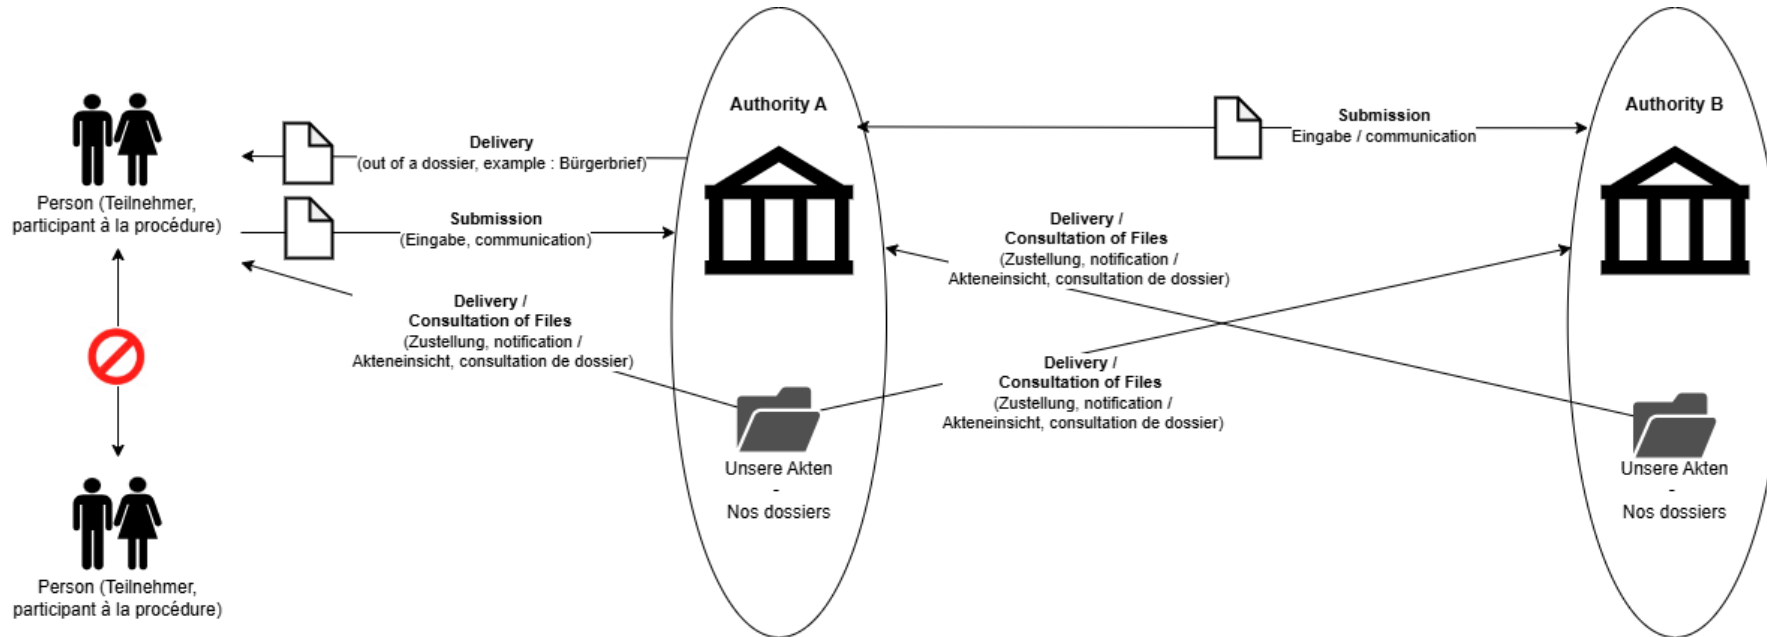 Authority A
Authority B
Submission
Eingabe / communication
Delivery
(out of a dossier, example : Bürgerbrief)
Person (Teilnehmer,
participant à la procédure)
Submission
(Eingabe, communication)
Delivery /
Consultation of Files
(Zustellung, notification /
Akteneinsicht, consultation de dossier)
Delivery /
Consultation of Files
(Zustellung, notification /
Akteneinsicht, consultation de dossier)
Delivery /
Consultation of Files
(Zustellung, notification /
Akteneinsicht, consultation de dossier)
Unsere Akten
-
Nos dossiers
Unsere Akten
-
Nos dossiers
Person (Teilnehmer,
participant à la procédure)